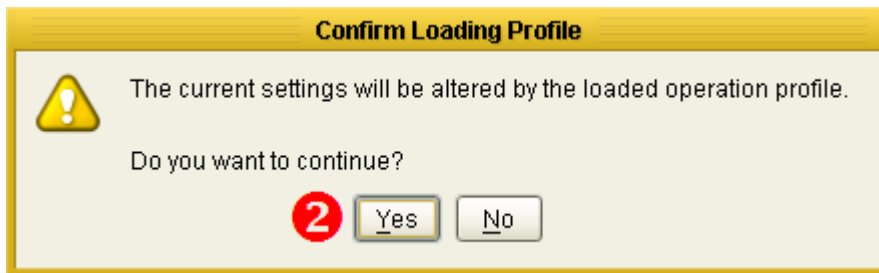 Confirm Loading Profile
The current settings will be altered by the loaded operation profile.
Do you want to continue?
2 Yes No